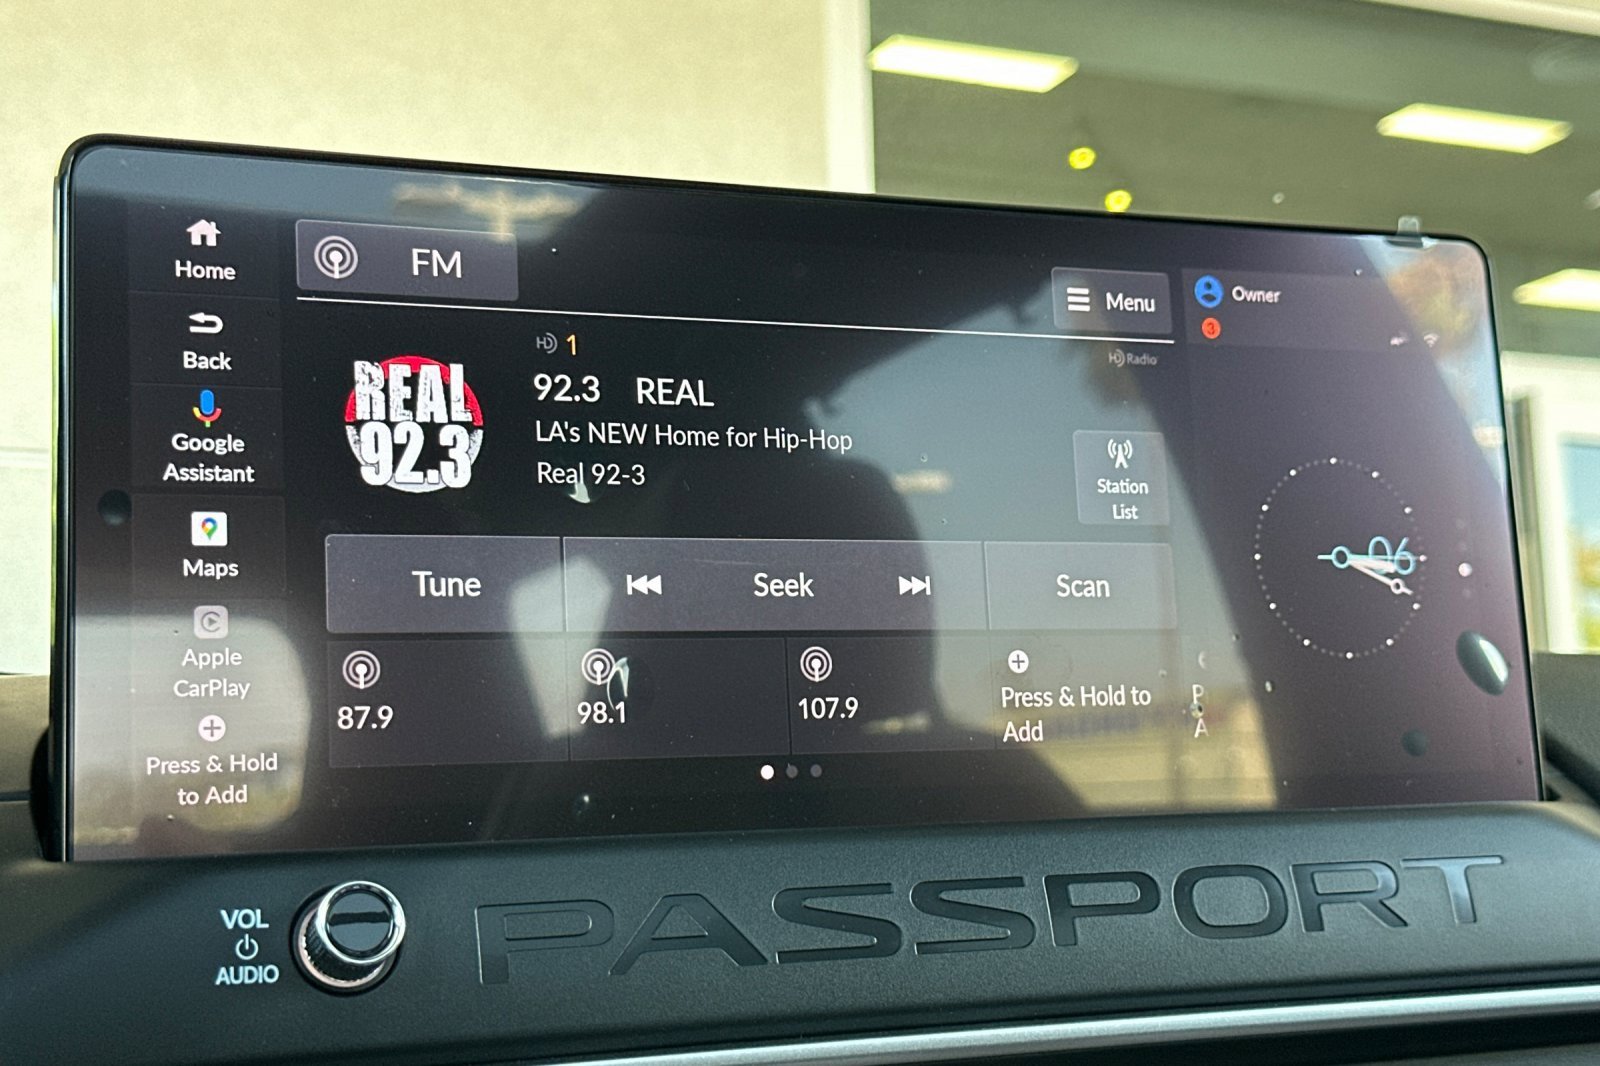 Home
FM
Menu
Owner
3
Back
HD 1
HD Radio
REAL
92.3
92.3 REAL
LA's NEW Home for Hip-Hop
Real 92-3
Google
Assistant
Station
List
06
Maps
Tune
Seek
Scan
Apple
CarPlay
87.9
98.1
107.9
Press & Hold to
Add
P
A
Press & Hold
to Add
VOL
AUDIO
PASSPORT